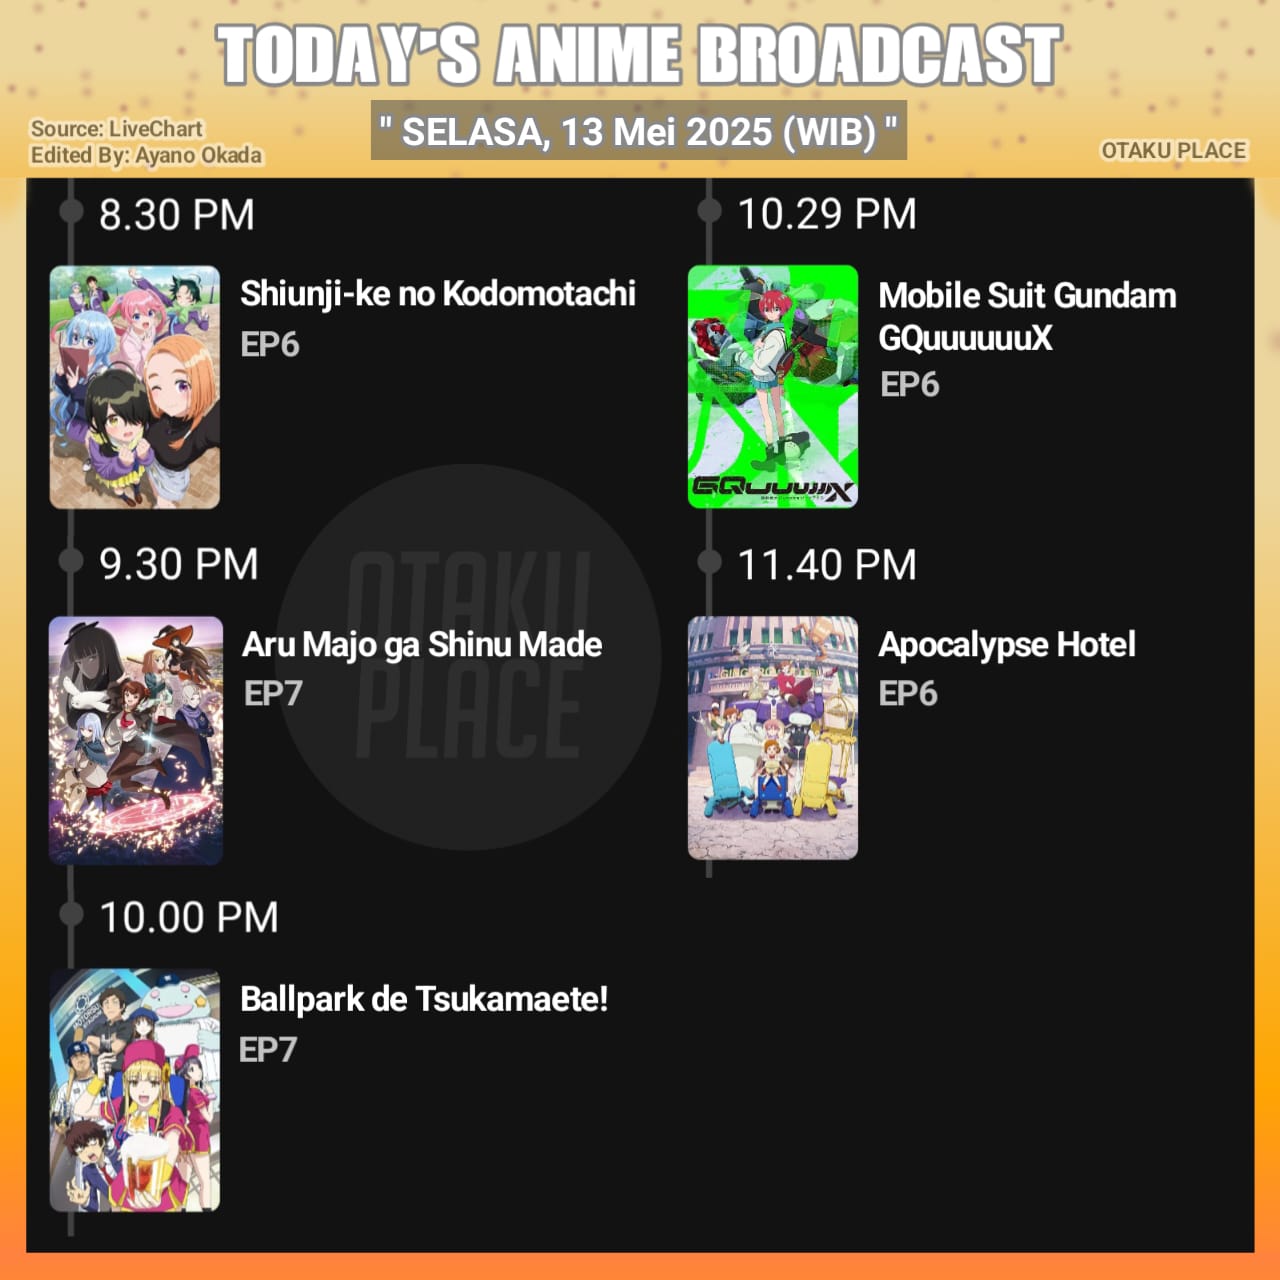 TODAY'S ANIME BROADCAST
" SELASA, 13 Mei 2025 (WIB) "
Source: LiveChart
Edited By: Ayano Okada
OTAKU PLACE
8.30 PM
Shiunji-ke no Kodomotachi
EP6
9.30 PM
Aru Majo ga Shinu Made
EP7
10.00 PM
Ballpark de Tsukamaete!
EP7
10.29 PM
Mobile Suit Gundam
GQuuuuuuX
EP6
GQuuuuuuX
11.40 PM
Apocalypse Hotel
EP6
OTAKU
PLACE